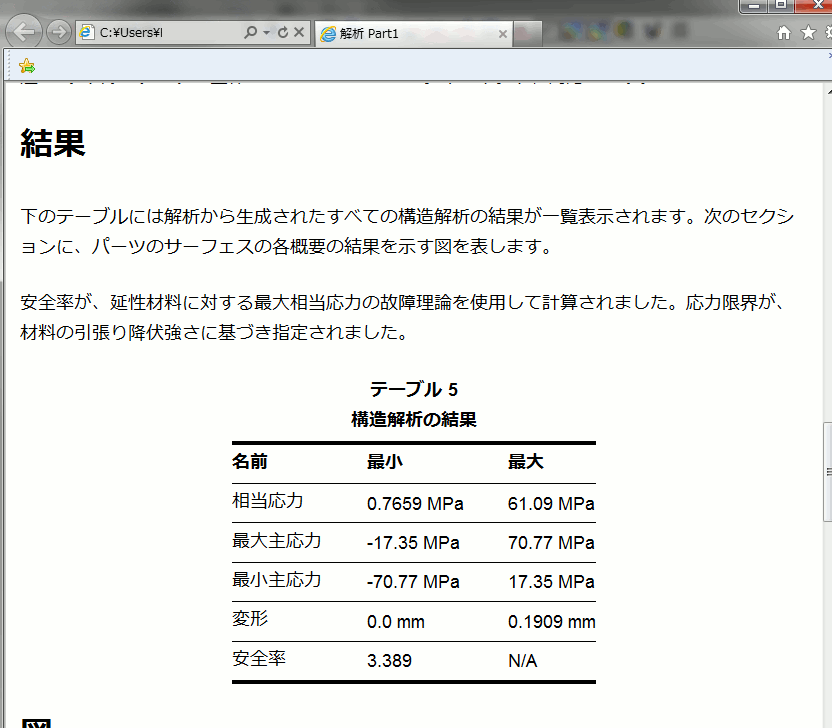 C:¥Users¥l
解析 Part1
結果
下のテーブルには解析から生成されたすべての構造解析の結果が一覧表示されます。次のセクシ
ョンに、パーツのサーフェスの各概要の結果を示す図を表します。
安全率が、延性材料に対する最大相当応力の故障理論を使用して計算されました。応力限界が、
材料の引張り降伏強さに基づき指定されました。
テーブル 5
構造解析の結果
名前 最小 最大
相当応力 0.7659 MPa 61.09 MPa
最大主応力 -17.35 MPa 70.77 MPa
最小主応力 -70.77 MPa 17.35 MPa
変形 0.0 mm 0.1909 mm
安全率 3.389 N/A